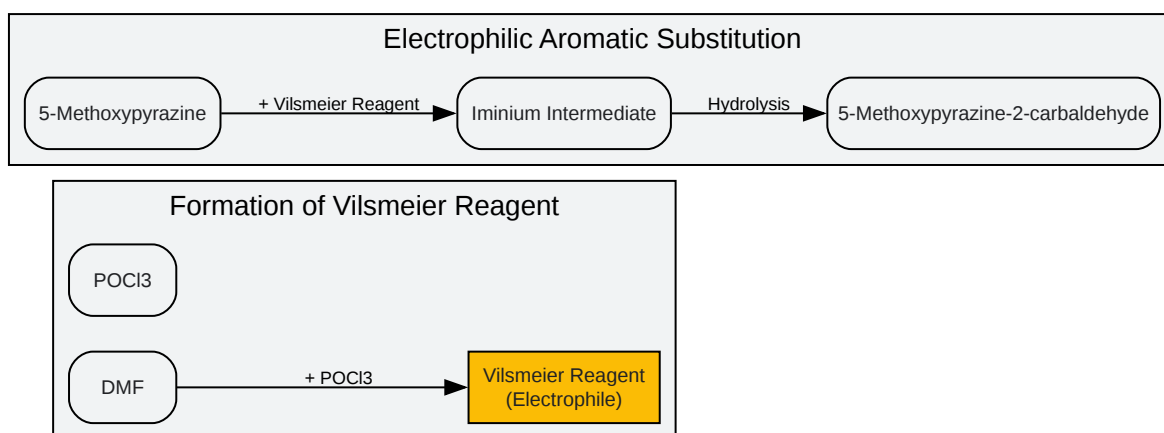 Electrophilic Aromatic Substitution
5-Methoxypyrazine
+ Vilsmeier Reagent
Iminium Intermediate
Hydrolysis
5-Methoxypyrazine-2-carbaldehyde
Formation of Vilsmeier Reagent
POCl3
DMF
+ POCl3
Vilsmeier Reagent
(Electrophile)